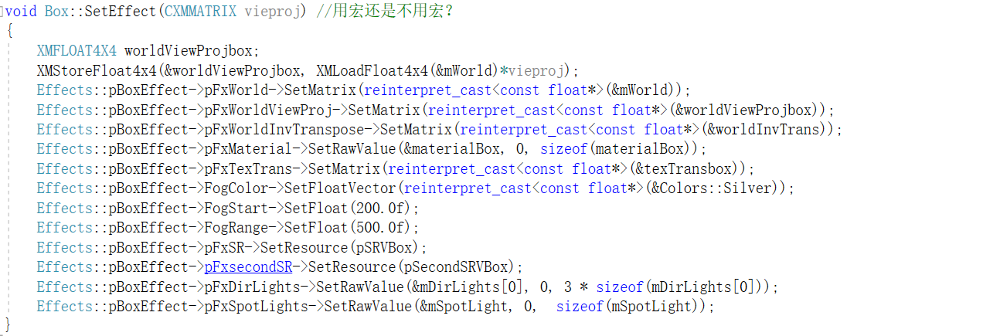 void Box::SetEffect(CXMMATRIX vieproj) //用宏还是不用宏?
{
XMFLOAT4X4 worldViewProjbox;
XMStoreFloat4x4(&worldViewProjbox, XMLoadFloat4x4(&mWorld)*vieproj);
Effects::pBoxEffect->pFxWorld->SetMatrix(reinterpret_cast<const float*>(&mWorld));
Effects::pBoxEffect->pFxWorldViewProj->SetMatrix(reinterpret_cast<const float*>(&worldViewProjbox));
Effects::pBoxEffect->pFxWorldInvTranspose->SetMatrix(reinterpret_cast<const float*>(&worldInvTrans));
Effects::pBoxEffect->pFxMaterial->SetRawValue(&materialBox, 0, sizeof(materialBox));
Effects::pBoxEffect->pFxTexTrans->SetMatrix(reinterpret_cast<const float*>(&texTransbox));
Effects::pBoxEffect->FogColor->SetFloatVector(reinterpret_cast<const float*>(&Colors::Silver));
Effects::pBoxEffect->FogStart->SetFloat(200.0f);
Effects::pBoxEffect->FogRange->SetFloat(500.0f);
Effects::pBoxEffect->pFxSR->SetResource(pSRVBox);
Effects::pBoxEffect->pFxsecondSR->SetResource(pSecondSRVBox);
Effects::pBoxEffect->pFxDirLights->SetRawValue(&mDirLights[0], 0, 3 * sizeof(mDirLights[0]));
Effects::pBoxEffect->pFxSpotLights->SetRawValue(&mSpotLight, 0,  sizeof(mSpotLight));
}